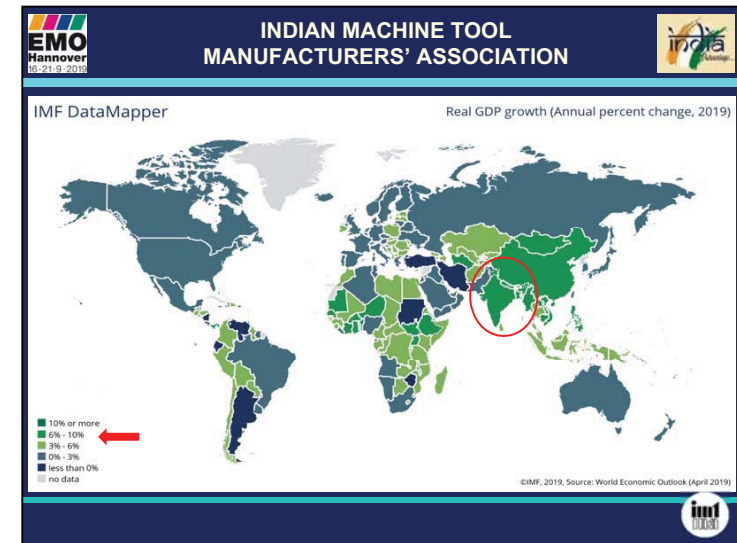 EMO
Hannover
16-21·9·2019
INDIAN MACHINE TOOL
MANUFACTURERS' ASSOCIATION
india
Advantage...
IMF DataMapper
Real GDP growth (Annual percent change, 2019)
10% or more
6% - 10%
3% - 6%
0% - 3%
less than 0%
no data
©IMF, 2019, Source: World Economic Outlook (April 2019)